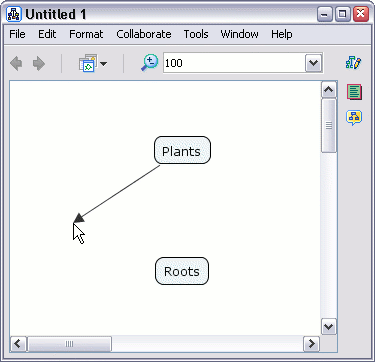 Untitled 1
File Edit Format Collaborate Tools Window Help
100
Plants
Roots